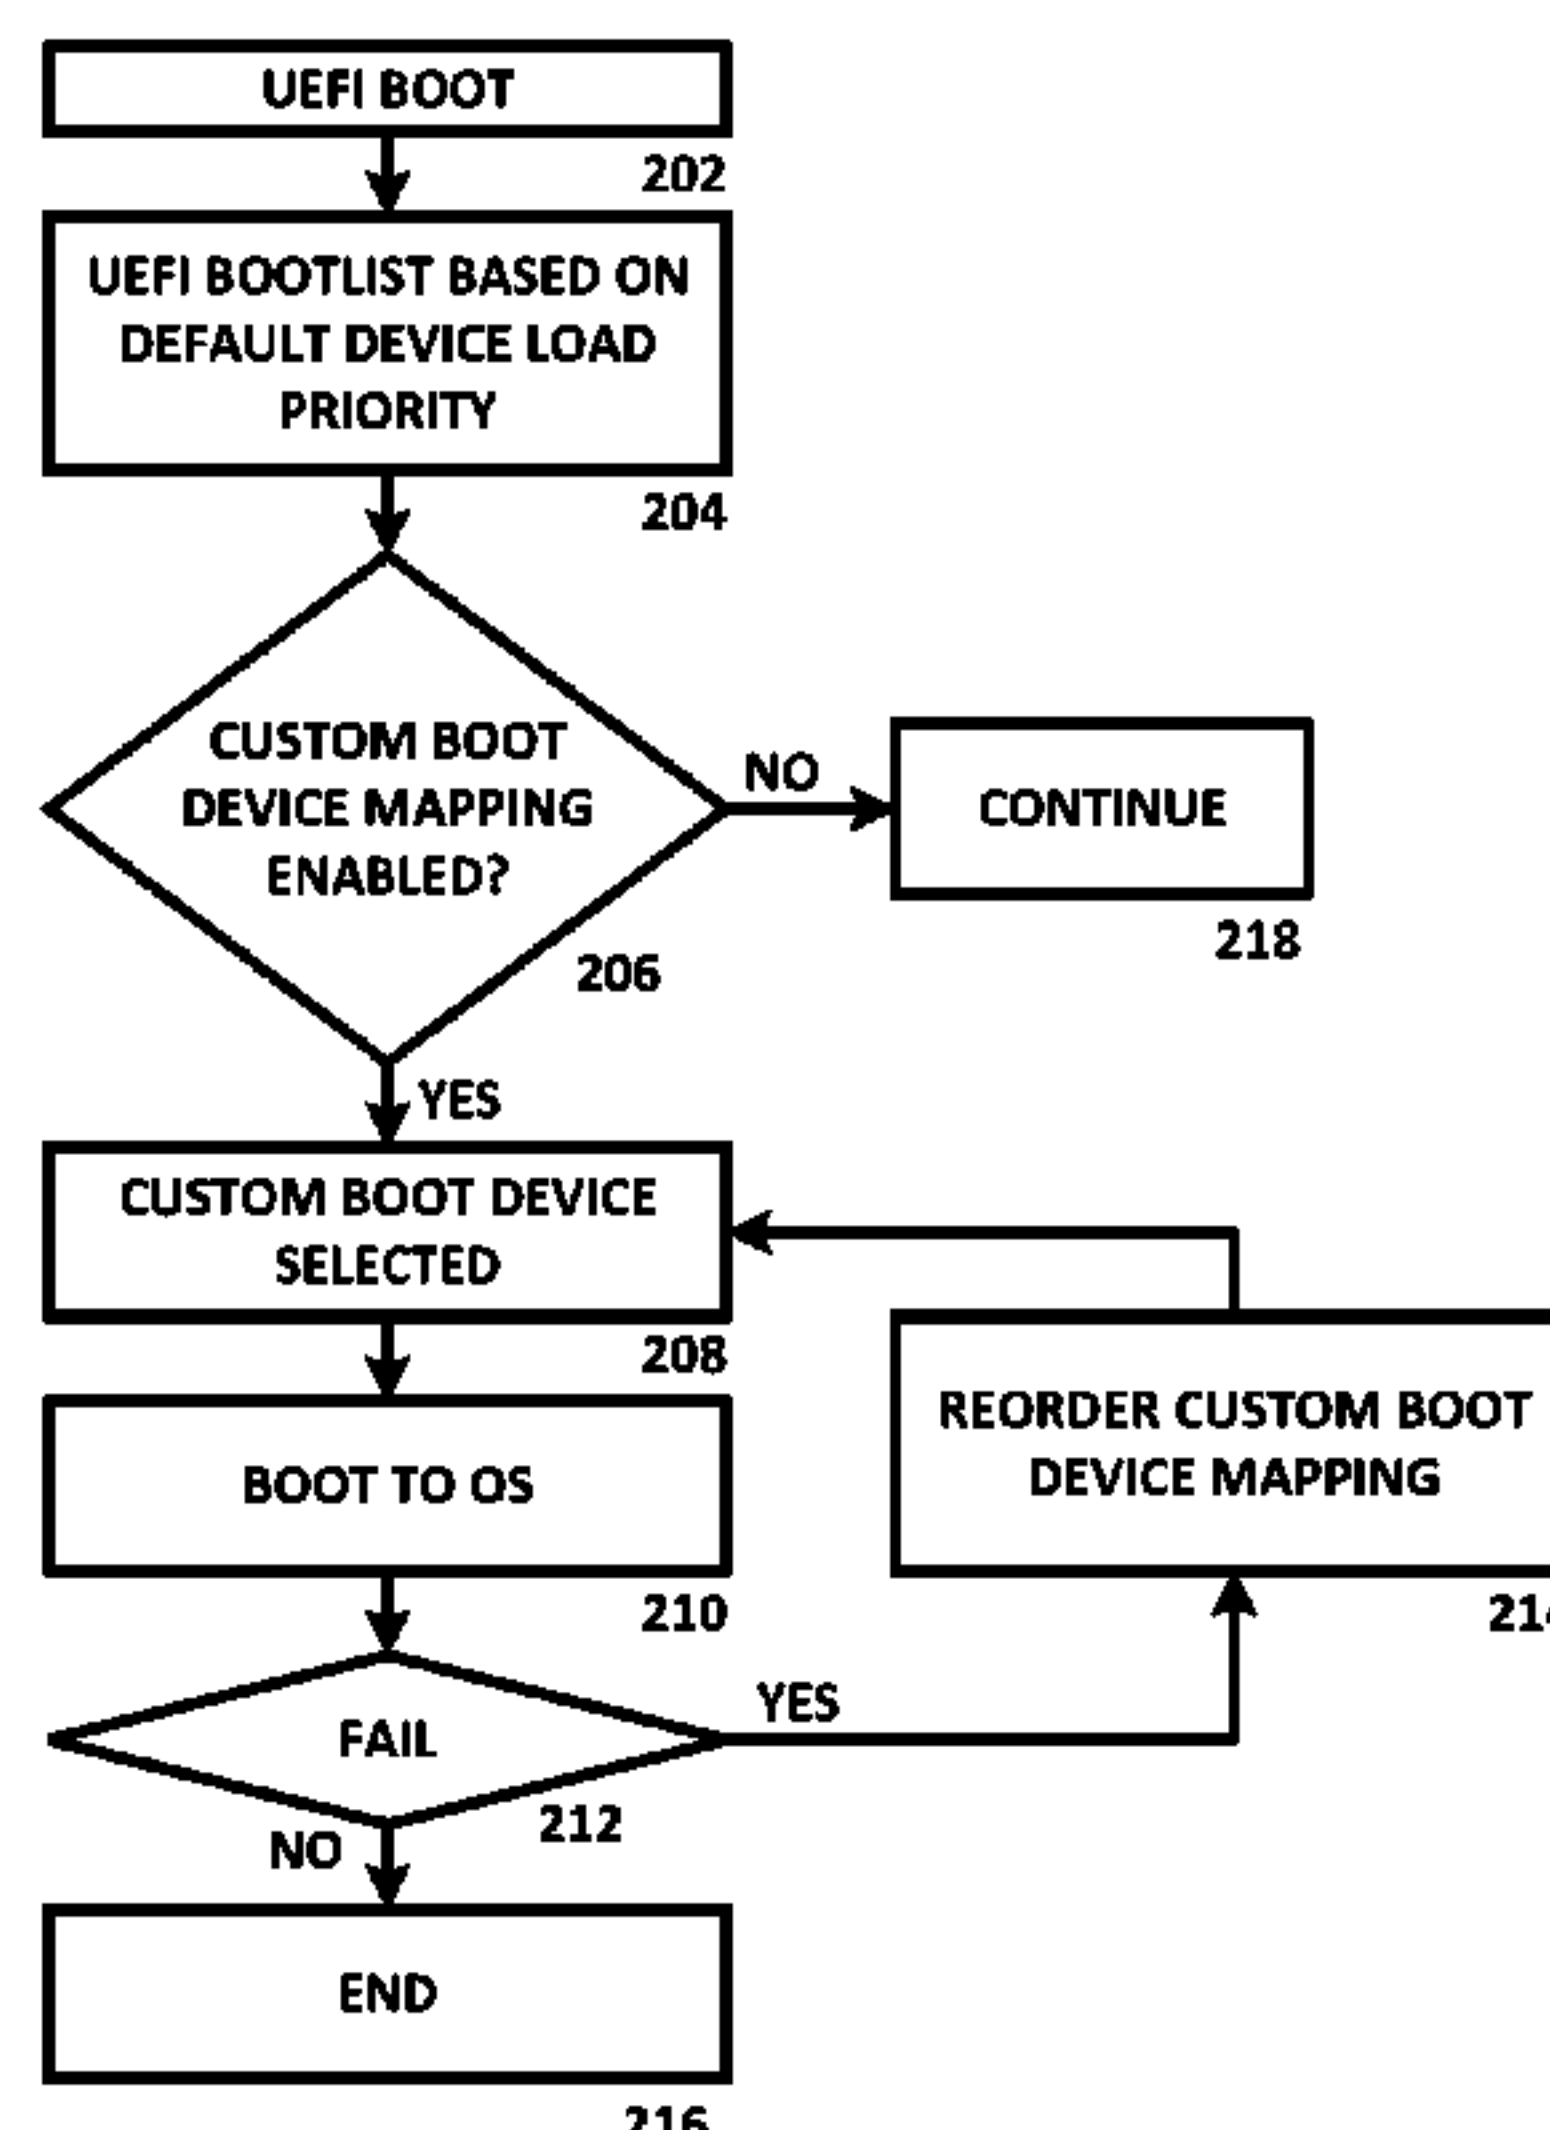 UEFI BOOT
202
UEFI BOOTLIST BASED ON
DEFAULT DEVICE LOAD
PRIORITY
204
CUSTOM BOOT
DEVICE MAPPING
ENABLED?
206
NO
CONTINUE
218
YES
CUSTOM BOOT DEVICE
SELECTED
208
REORDER CUSTOM BOOT
DEVICE MAPPING
214
BOOT TO OS
210
FAIL
212
YES
NO
END
216